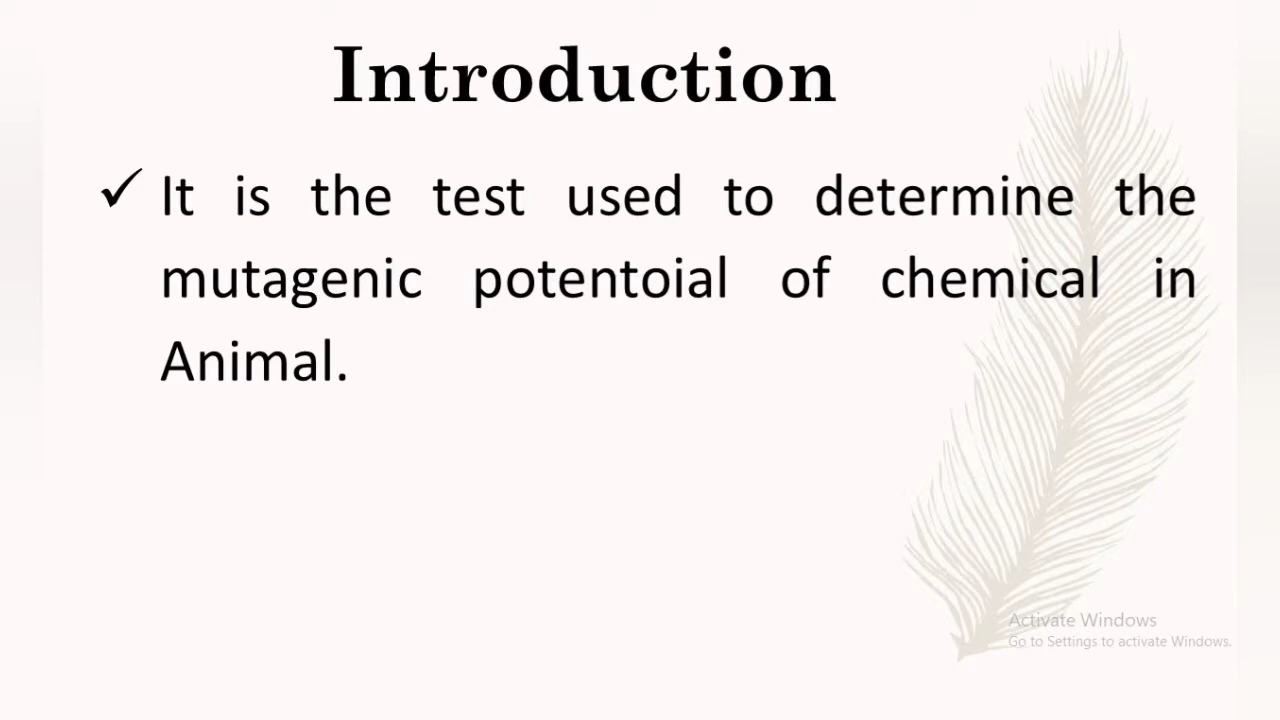 Introduction
✓ It is the test used to determine the
mutagenic potentoial of chemical in
Animal.
Activate Windows
Go to Settings to activate Windows.